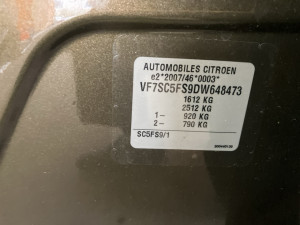 AUTOMOBILES CITROEN
e2*2007/46*0003*
VF7SC5FS9DW648473
1612 KG
2512 KG
1- 920 KG
2- 790 KG
SC5FS9/1